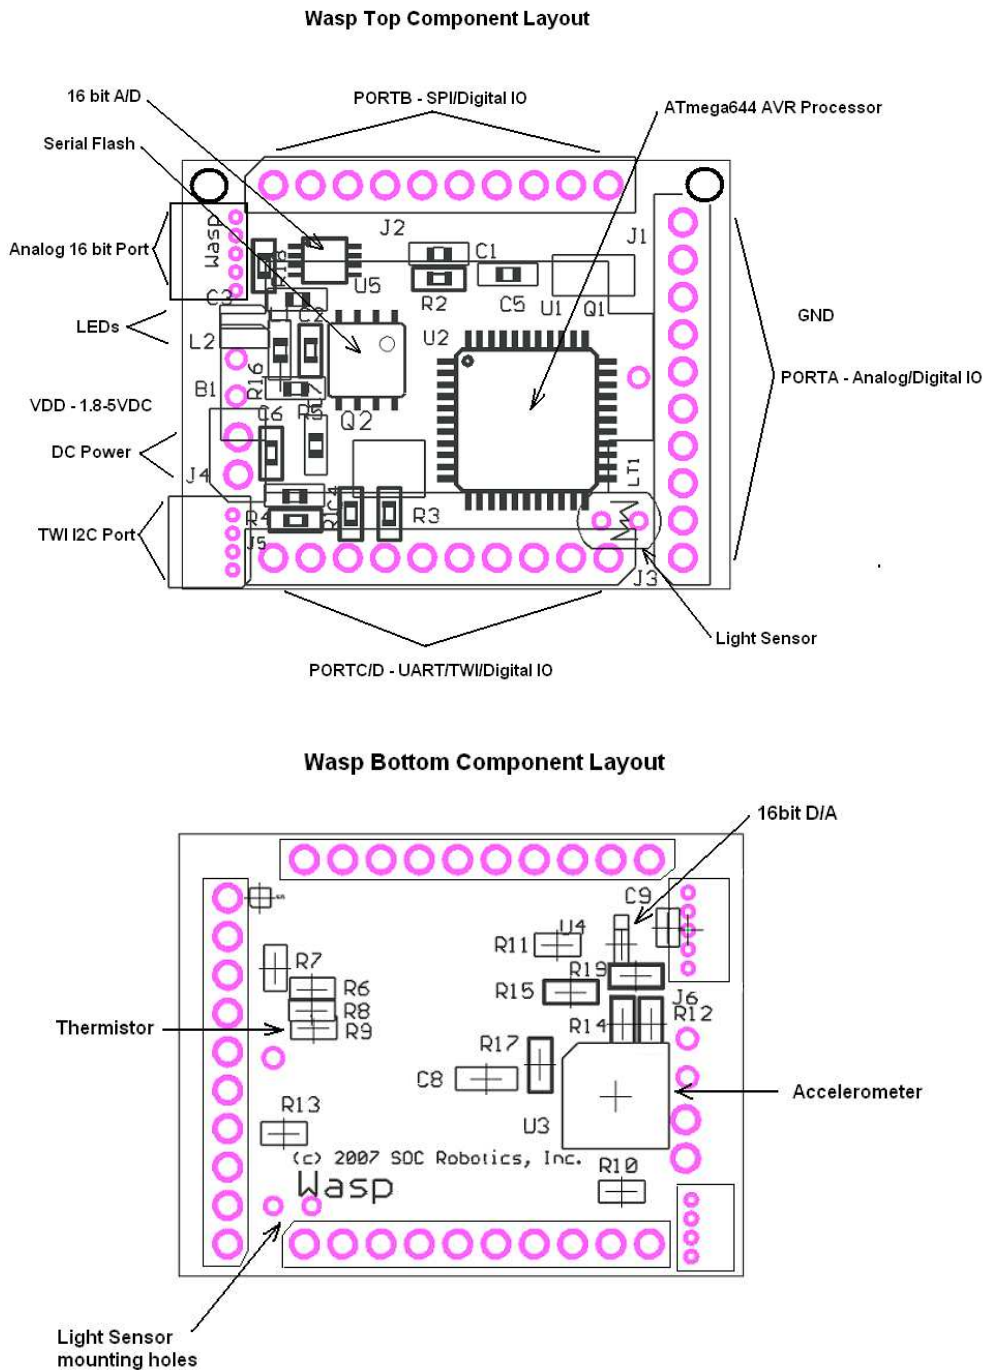 Wasp Top Component Layout
16 bit A/D
PORTB - SPI/Digital IO
ATmega644 AVR Processor
Serial Flash
Analog 16 bit Port
Wasp
J2
J1
C1
R18
U5
R2
C5
U1
Q1
C3
C2
GND
LEDs
L2
U2
R16
B1
PORTA - Analog/Digital IO
VDD - 1.8-5VDC
C6
R5
Q2
DC Power
J4
LT1
R4
R3
TWI I2C Port
J5
J3
Light Sensor
PORTC/D - UART/TWI/Digital IO
Wasp Bottom Component Layout
16bit D/A
C9
U4
R11
R7
R19
R6
R15
J6
R8
R14
R12
Thermistor
R9
R17
C8
Accelerometer
R13
U3
(c) 2007 SOC Robotics, Inc.
R10
Wasp
Light Sensor
mounting holes